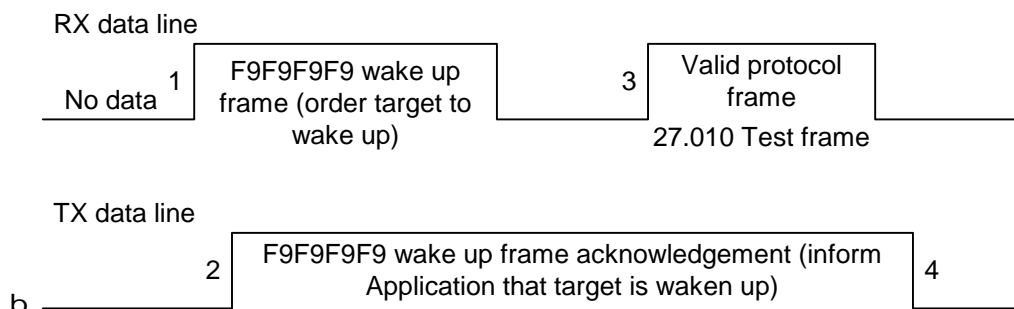 RX data line
No data
1
F9F9F9F9 wake up
frame (order target to
wake up)
3
Valid protocol
frame
27.010 Test frame
TX data line
2
F9F9F9F9 wake up frame acknowledgement (inform
Application that target is waken up)
4
b